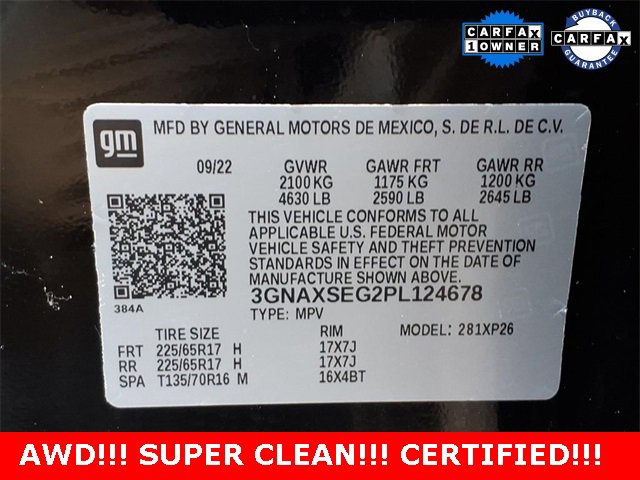 CARFAX
1 OWNER
BUYBACK
CARFAX
GUARANTEE
gm MFD BY GENERAL MOTORS DE MEXICO, S. DE R.L. DE C.V.
09/22 GVWR GAWR FRT GAWR RR
2100 KG 1175 KG 1200 KG
4630 LB 2590 LB 2645 LB
THIS VEHICLE CONFORMS TO ALL
APPLICABLE U.S. FEDERAL MOTOR
VEHICLE SAFETY AND THEFT PREVENTION
STANDARDS IN EFFECT ON THE DATE OF
MANUFACTURE SHOWN ABOVE.
384A 3GNAXSEG2PL124678
TYPE: MPV MODEL: 281XP26
TIRE SIZE RIM
FRT 225/65R17 H 17X7J
RR 225/65R17 H 17X7J
SPA T135/70R16 M 16X4BT
AWD!!! SUPER CLEAN!!! CERTIFIED!!!